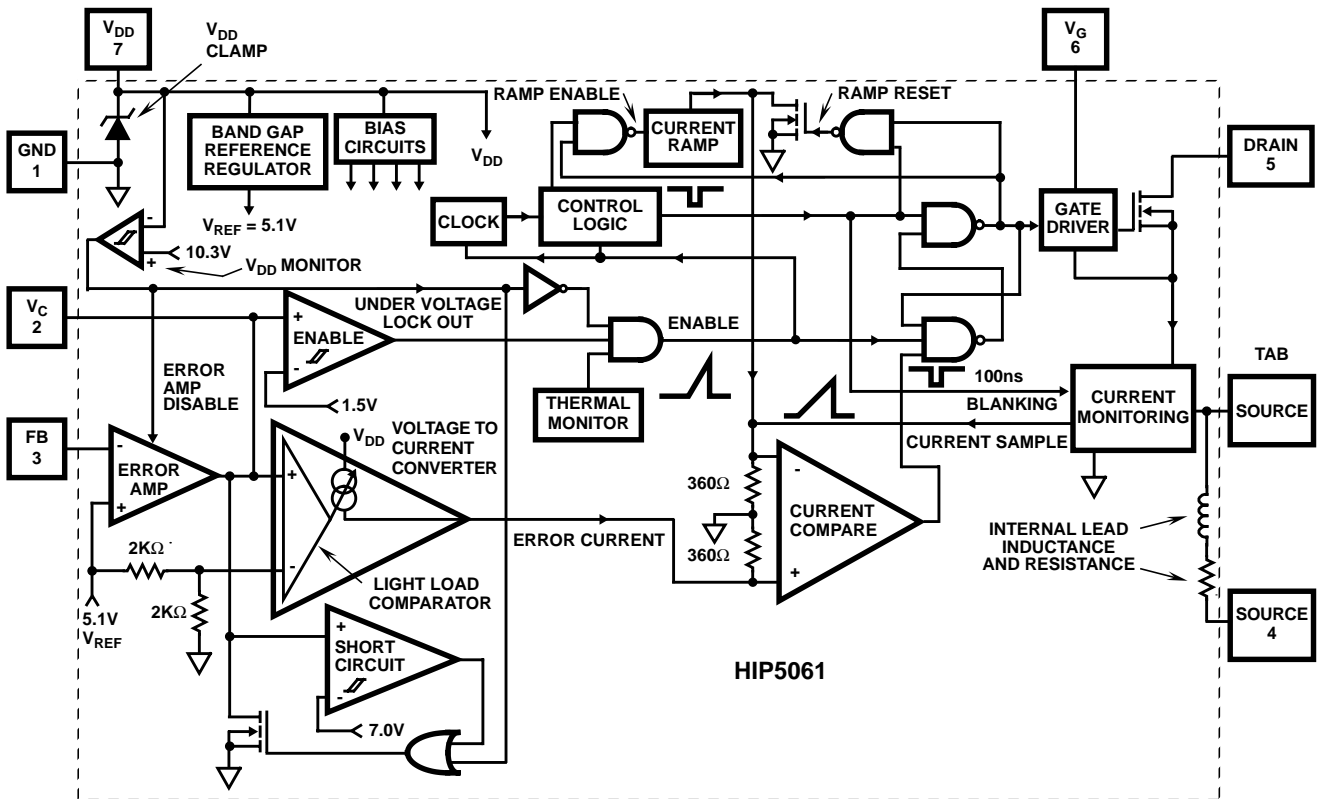 VDD
7
VDD
CLAMP
VG
6
GND
1
BAND GAP
REFERENCE
REGULATOR
BIAS
CIRCUITS
VDD
RAMP ENABLE
CURRENT
RAMP
RAMP RESET
DRAIN
5
VREF = 5.1V
CLOCK
CONTROL
LOGIC
GATE
DRIVER
-
10.3V
+
VDD MONITOR
VC
2
+
ENABLE
-
UNDER VOLTAGE
LOCK OUT
ENABLE
ERROR
AMP
DISABLE
1.5V
THERMAL
MONITOR
100ns
BLANKING
CURRENT
MONITORING
TAB
SOURCE
FB
3
-
ERROR
AMP
+
VDD
VOLTAGE TO
CURRENT
CONVERTER
+
-
CURRENT SAMPLE
360Ω
360Ω
-
CURRENT
COMPARE
+
ERROR CURRENT
INTERNAL LEAD
INDUCTANCE
AND RESISTANCE
2KΩ
2KΩ
5.1V
VREF
LIGHT LOAD
COMPARATOR
+
SHORT
CIRCUIT
-
7.0V
HIP5061
SOURCE
4